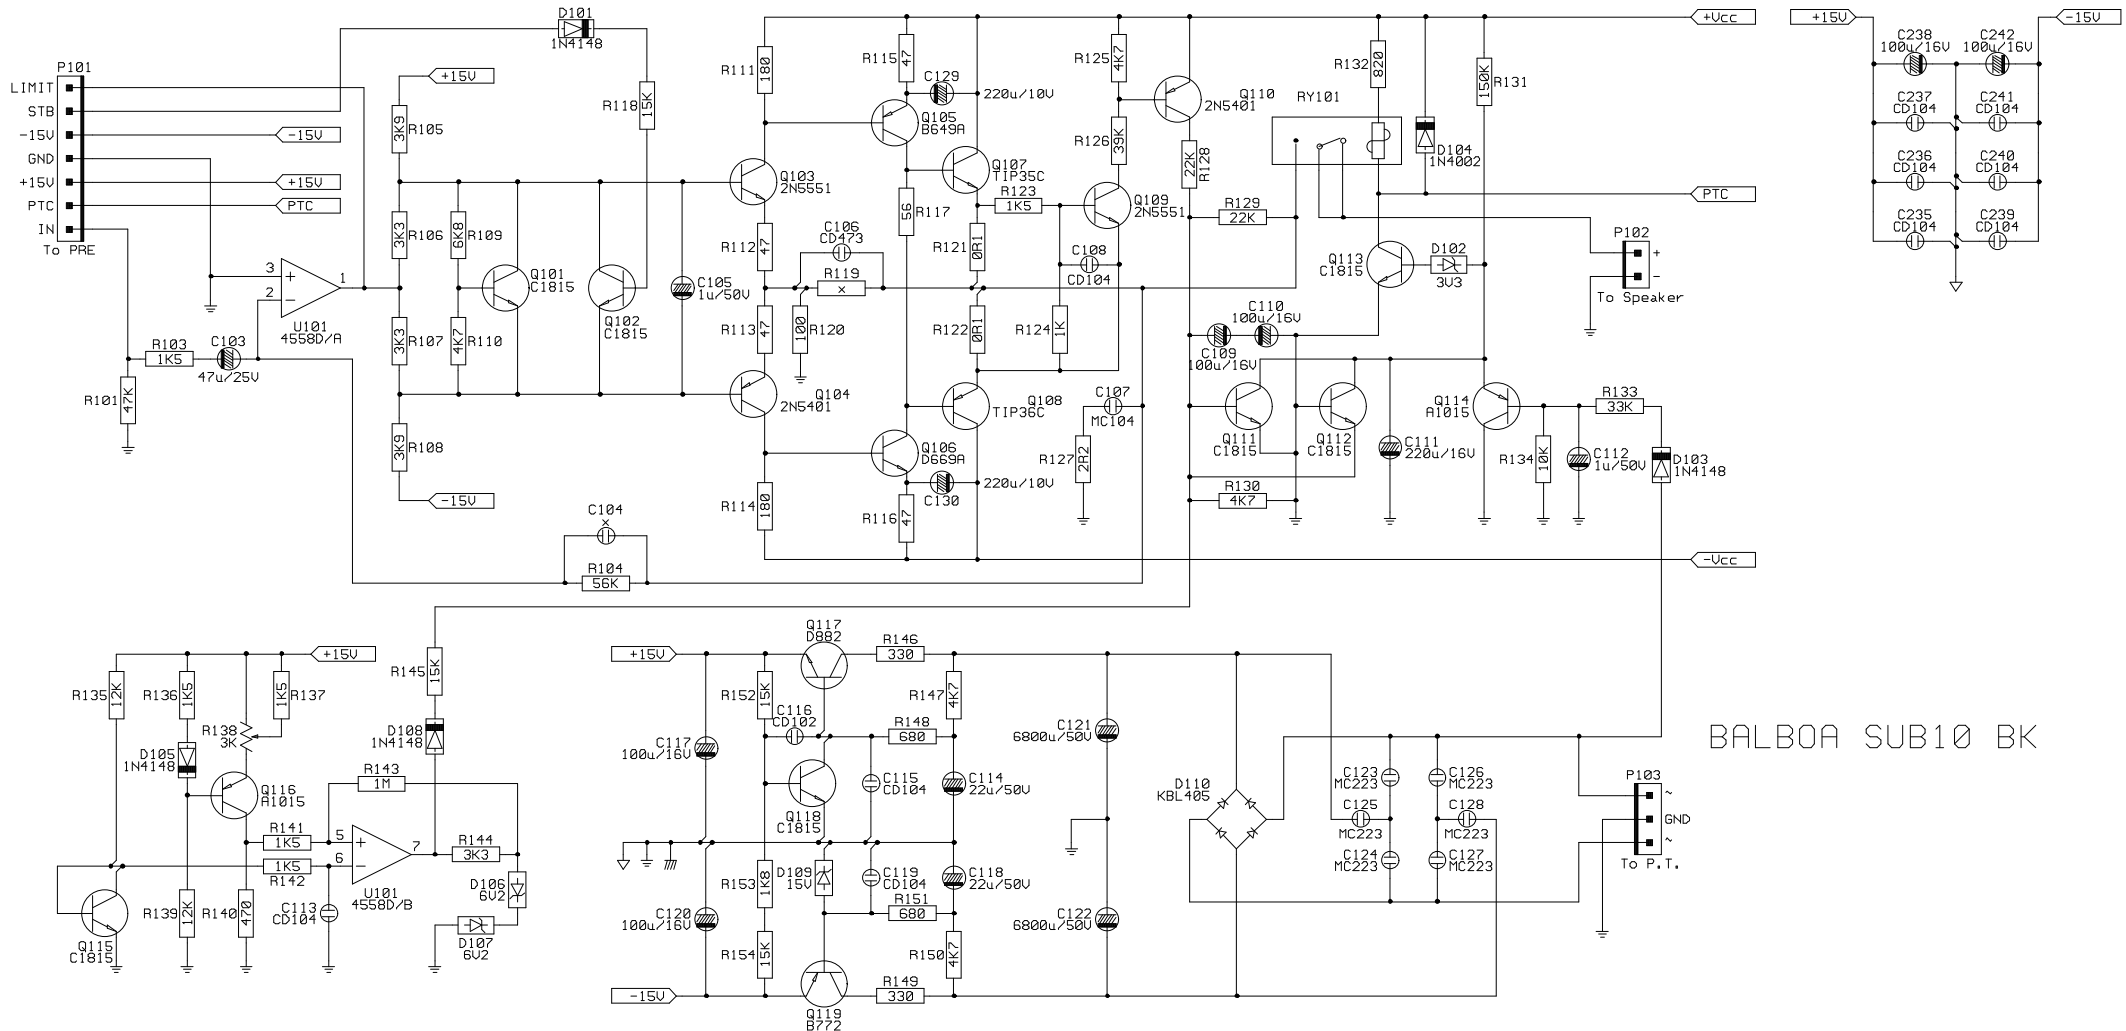 P101
LIMIT
STB
-15V
GND
+15V
PTC
IN
To PRE
-15V
+15V
PTC
D101
1N4148
+15V
R105
3K9
R118
15K
R106
3K3
R109
6K8
3
2
1
U101
4558D/A
R103
1K5
C103
47u/25V
R101
47K
R107
3K3
R110
4K7
Q101
C1815
Q102
C1815
C105
1u/50V
R108
3K9
-15V
C104
x
R104
56K
R111
180
Q103
2N5551
R112
47
R113
47
Q104
2N5401
R114
180
C106
CD473
R119
x
R120
100
R115
47
C129
220u/10V
Q105
B649A
Q107
TIP35C
R117
56
R121
0R1
R122
0R1
Q108
TIP36C
Q106
D669A
C130
220u/10V
R116
47
R123
1K5
R124
1K
C108
CD104
R125
4K7
R126
39K
Q109
2N5551
Q110
2N5401
R128
22K
R129
22K
C107
MC104
R127
2R2
RY101
R132
820
D104
1N4002
R131
150K
+Vcc
PTC
Q113
C1815
D102
3V3
P102
+
-
To Speaker
C109
100u/16V
C110
100u/16V
Q111
C1815
Q112
C1815
R130
4K7
C111
220u/16V
Q114
A1015
R133
33K
R134
10K
C112
1u/50V
D103
1N4148
-Vcc
+15V
-15V
C238
100u/16V
C242
100u/16V
C237
CD104
C241
CD104
C236
CD104
C240
CD104
C235
CD104
C239
CD104
R135
12K
R136
1K5
R138
3K
R137
1K5
+15V
D105
1N4148
Q116
A1015
R145
15K
D108
1N4148
R143
1M
R141
1K5
1K5
R142
5
6
7
U101
4558D/B
R144
3K3
D106
6V2
D107
6V2
R139
12K
R140
470
C113
CD104
Q115
C1815
+15V
Q117
D882
R146
330
R152
15K
C116
CD102
C117
100u/16V
R147
4K7
R148
680
Q118
C1815
C115
CD104
C114
22u/50V
C121
6800u/50V
R153
1K8
D109
15V
C119
CD104
C118
22u/50V
R151
680
C120
100u/16V
R154
15K
R150
4K7
C122
6800u/50V
-15V
R149
330
Q119
B772
D110
KBL405
C123
MC223
C126
MC223
C125
MC223
C128
MC223
C124
MC223
C127
MC223
P103
~
GND
~
To P.T.
BALBOA SUB10 BK